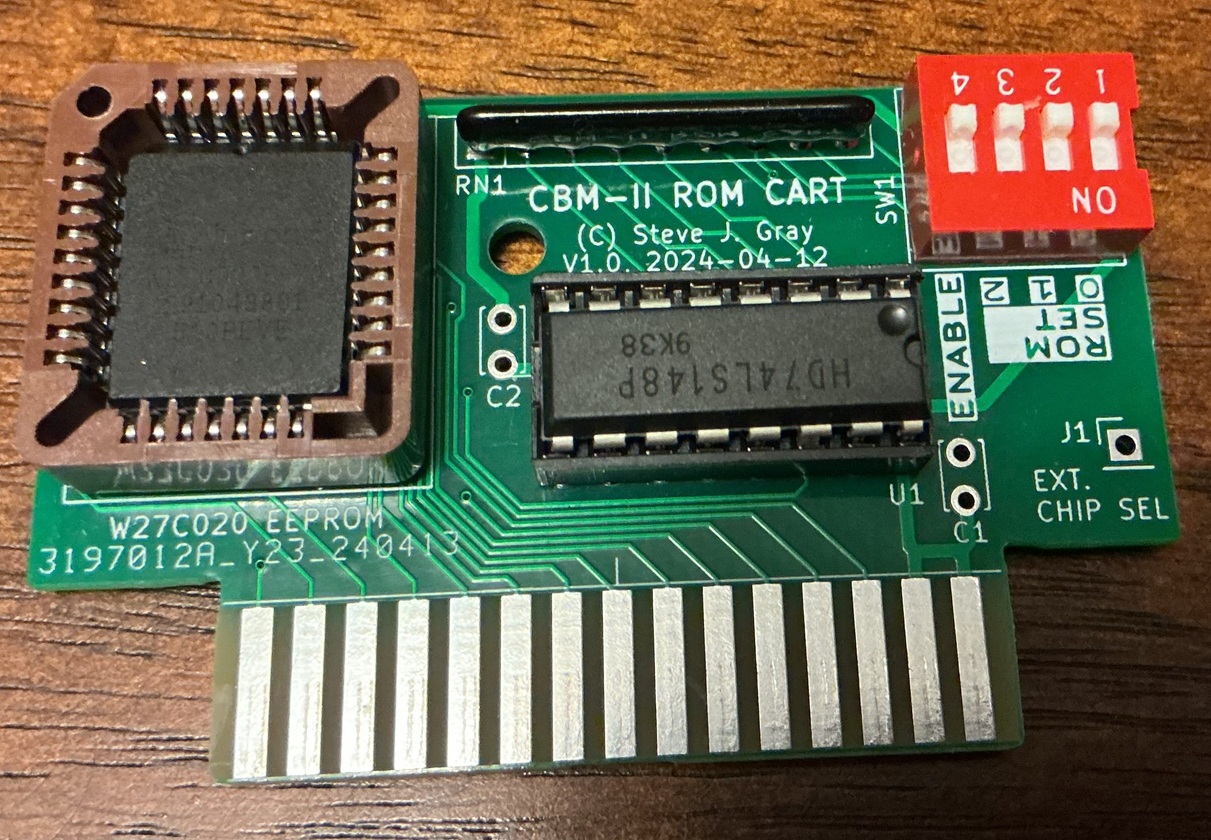 4 3 2 1
ON
SW1
RN1
CBM-II ROM CART
(C) Steve J. Gray
V1.0. 2024-04-12
ENABLE
2 1 0
ROM
SET
HD74LS148P
9K38
C2
J1
EXT.
CHIP SEL
U1
C1
W27C020 EEPROM
3197012A_Y23_240413